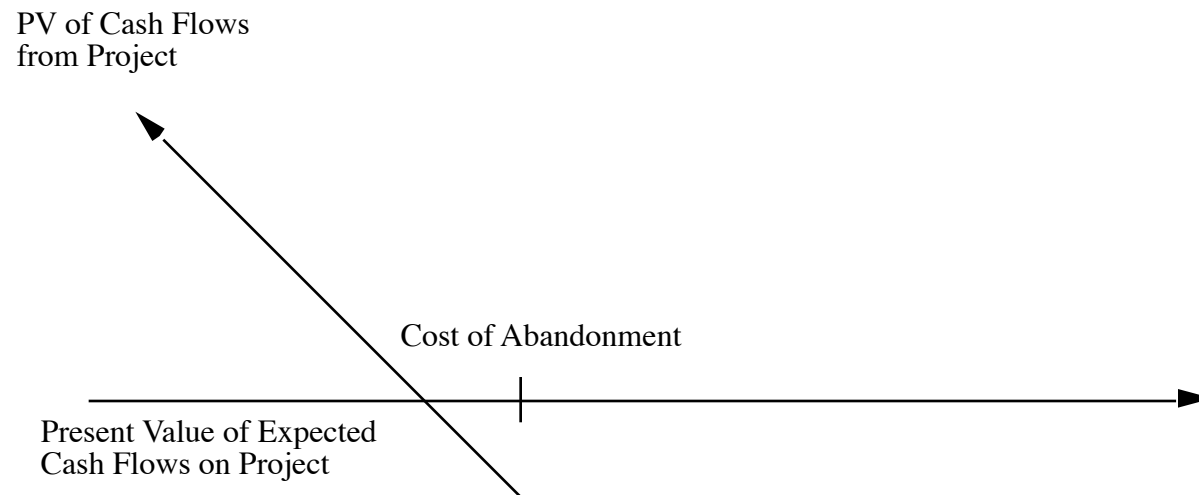 PV of Cash Flows
from Project
Cost of Abandonment
Present Value of Expected
Cash Flows on Project